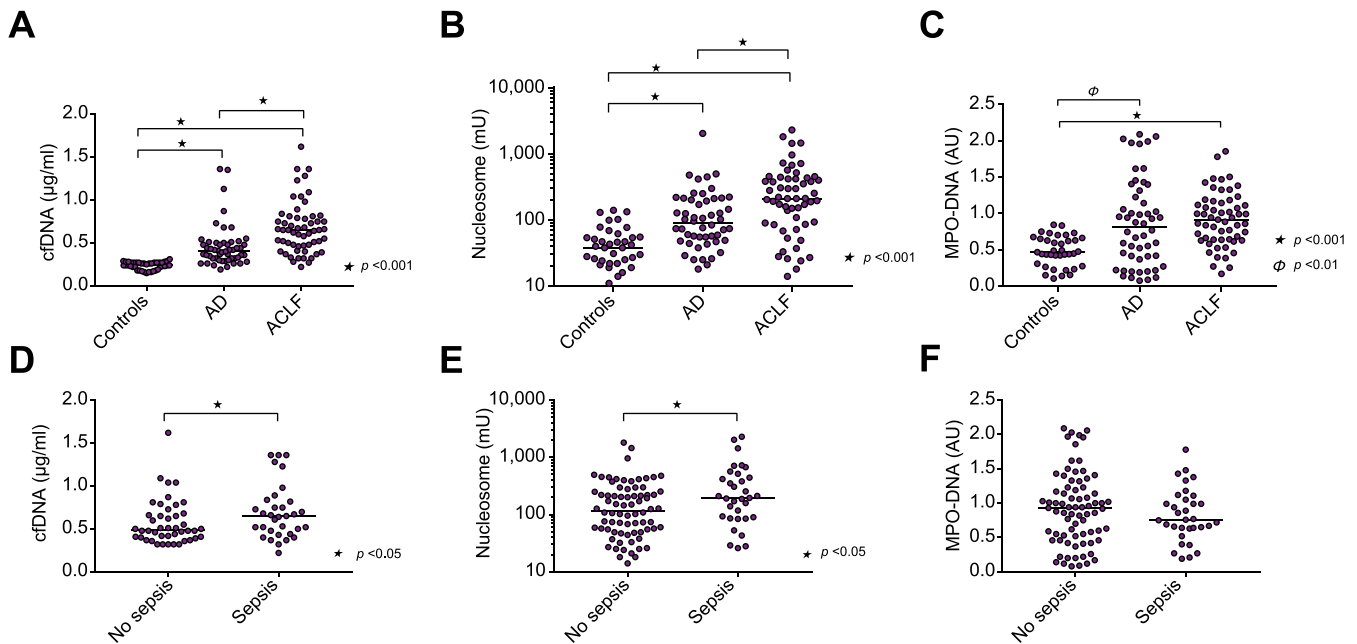 A
cfDNA (µg/ml)
2.0
1.5
1.0
0.5
0.0
★
★
★
Controls
AD
ACLF
★ p <0.001
B
Nucleosome (mU)
10,000
1,000
100
10
★
★
★
Controls
AD
ACLF
★ p <0.001
C
MPO-DNA (AU)
2.5
2.0
1.5
1.0
0.5
0.0
Φ
★
Controls
AD
ACLF
★ p <0.001
Φ p <0.01
D
cfDNA (µg/ml)
2.0
1.5
1.0
0.5
0.0
★
No sepsis
Sepsis
★ p <0.05
E
Nucleosome (mU)
10,000
1,000
100
10
★
No sepsis
Sepsis
★ p <0.05
F
MPO-DNA (AU)
2.5
2.0
1.5
1.0
0.5
0.0
No sepsis
Sepsis